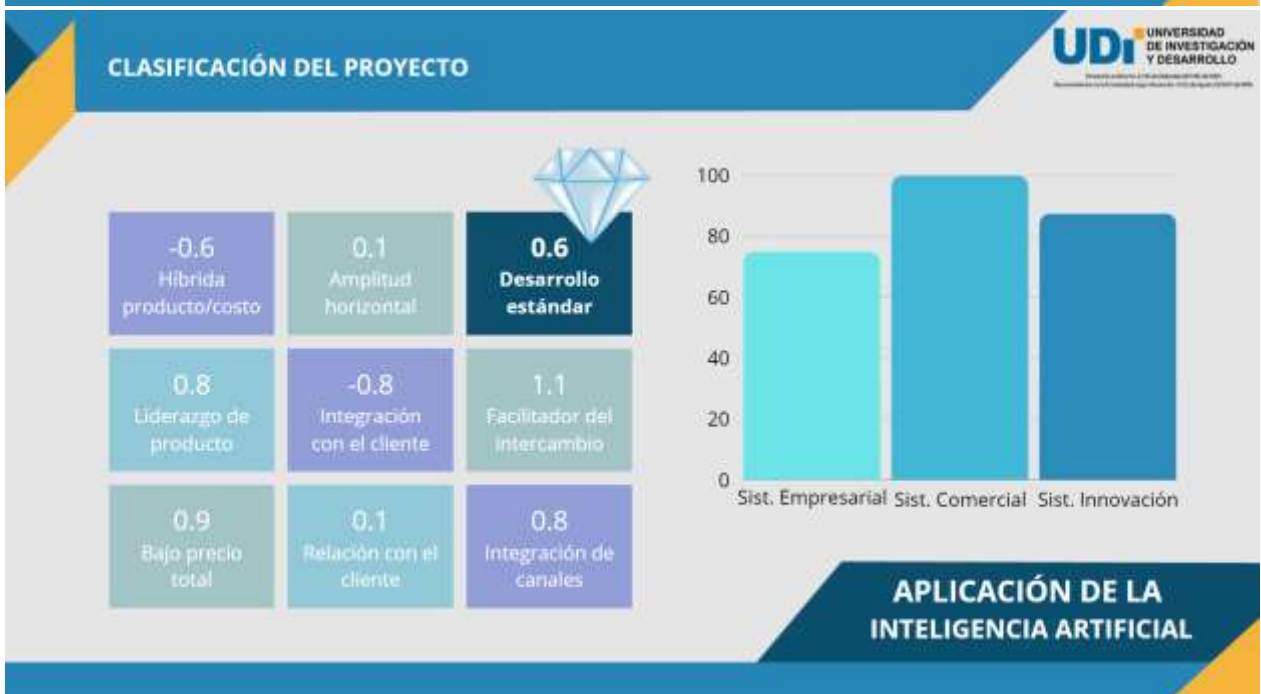 CLASIFICACIÓN DEL PROYECTO
UDi
UNIVERSIDAD
DE INVESTIGACIÓN
Y DESARROLLO
-0.6
Híbrida
producto/costo
0.1
Amplitud
horizontal
0.6
Desarrollo
estándar
0.8
Liderazgo de
producto
-0.8
Integración
con el cliente
1.1
Facilitador del
intercambio
0.9
Bajo precio
total
0.1
Relación con el
cliente
0.8
Integración de
canales
100
80
60
40
20
0
Sist. Empresarial Sist. Comercial Sist. Innovación
APLICACIÓN DE LA
INTELIGENCIA ARTIFICIAL